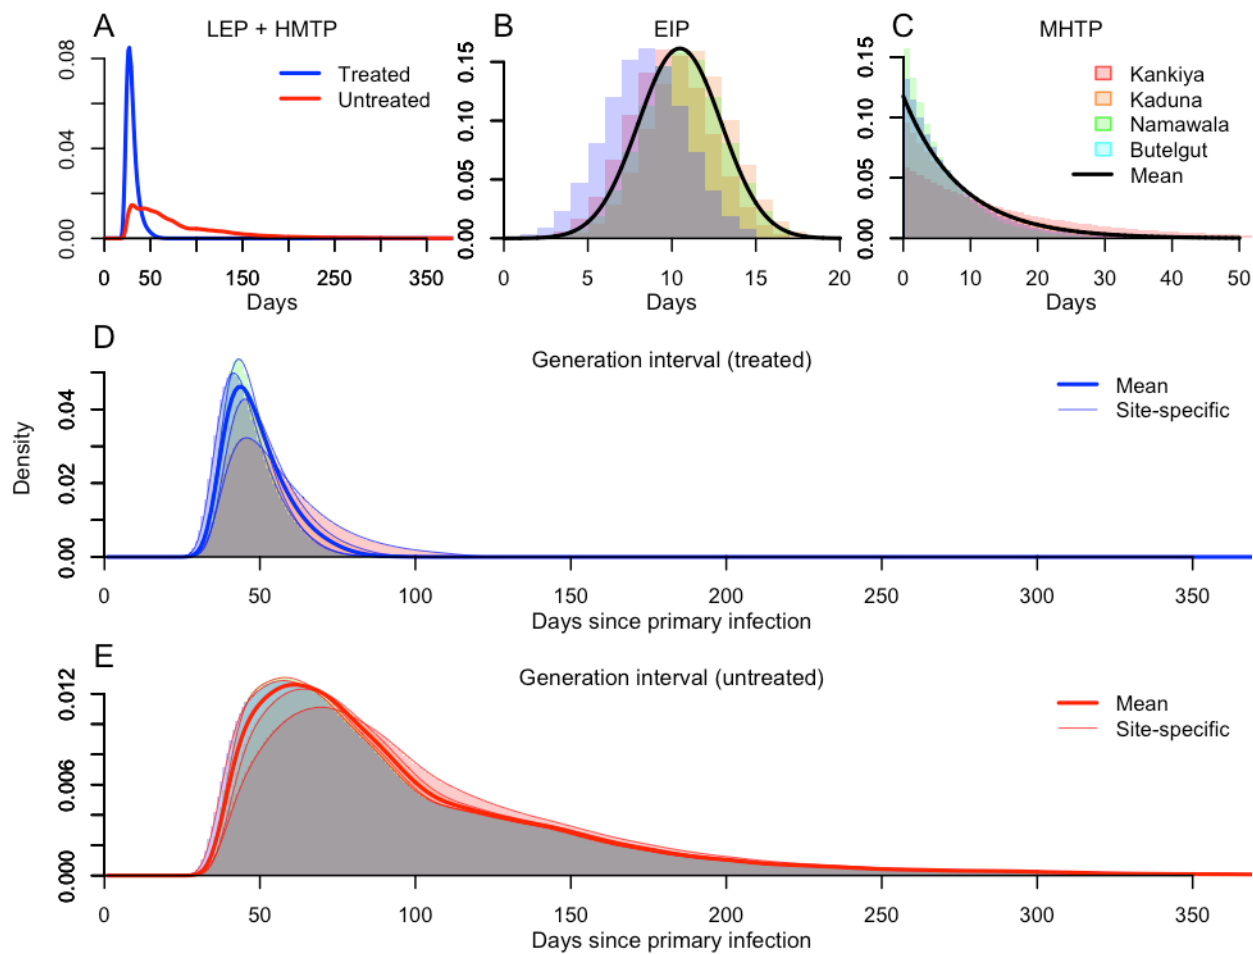 A
LEP + HMTP
0.00
0.04
0.08
Treated
Untreated
0 50 150 250 350
Days
B
EIP
0.00
0.05
0.10
0.15
0 5 10 15 20
Days
C
MHTP
0.00
0.05
0.10
0.15
Kankiya
Kaduna
Namawala
Butelgut
Mean
0 10 20 30 40 50
Days
D
Generation interval (treated)
Density
0.00
0.02
0.04
Mean
Site-specific
0 50 100 150 200 250 300 350
Days since primary infection
E
Generation interval (untreated)
0.000
0.006
0.012
Mean
Site-specific
0 50 100 150 200 250 300 350
Days since primary infection